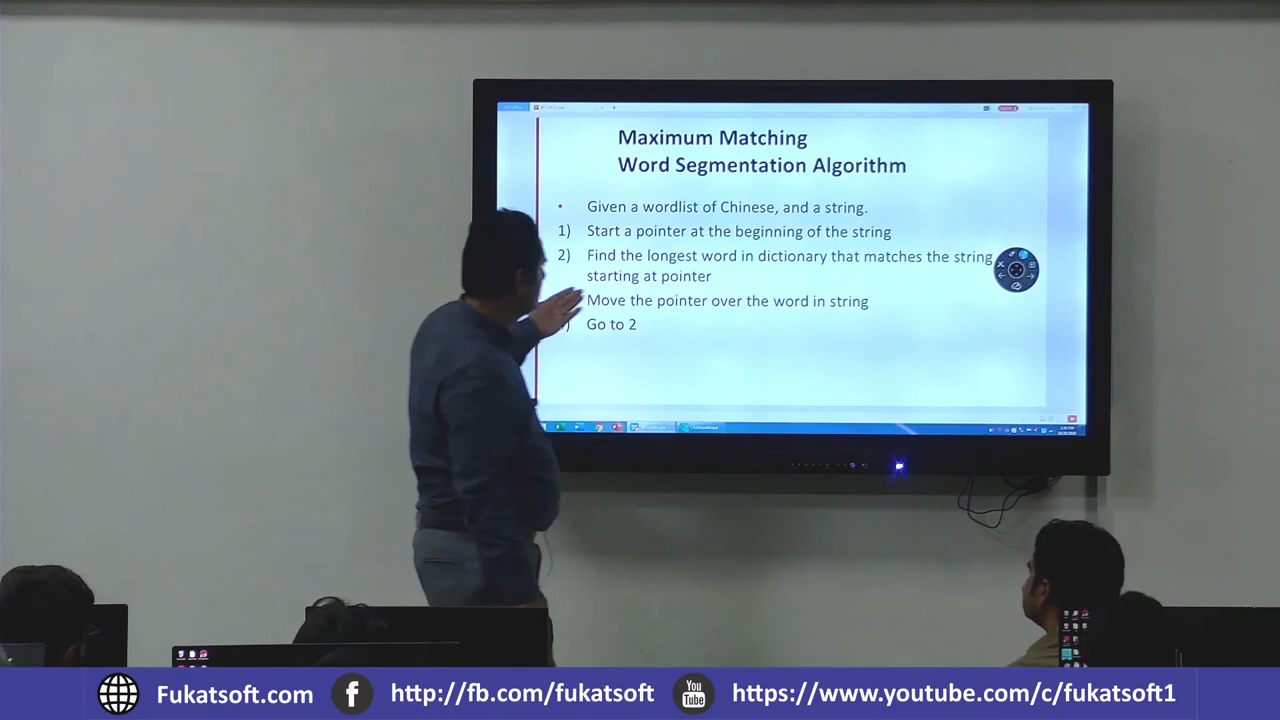 Maximum Matching
Word Segmentation Algorithm
• Given a wordlist of Chinese, and a string.
1) Start a pointer at the beginning of the string
2) Find the longest word in dictionary that matches the string
starting at pointer
Move the pointer over the word in string
) Go to 2
Fukatsoft.com
f
http://fb.com/fukatsoft
You Tube
https://www.youtube.com/c/fukatsoft1